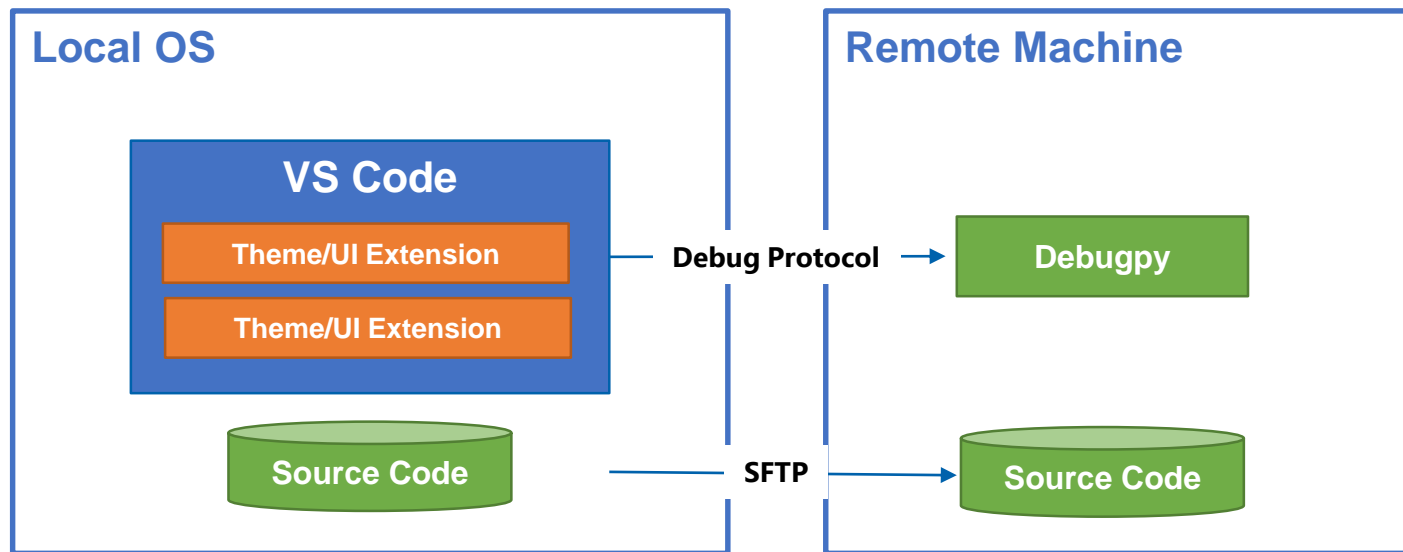 Local OS
Remote Machine
VS Code
Theme/UI Extension
Debug Protocol
Debugpy
Theme/UI Extension
Source Code
SFTP
Source Code